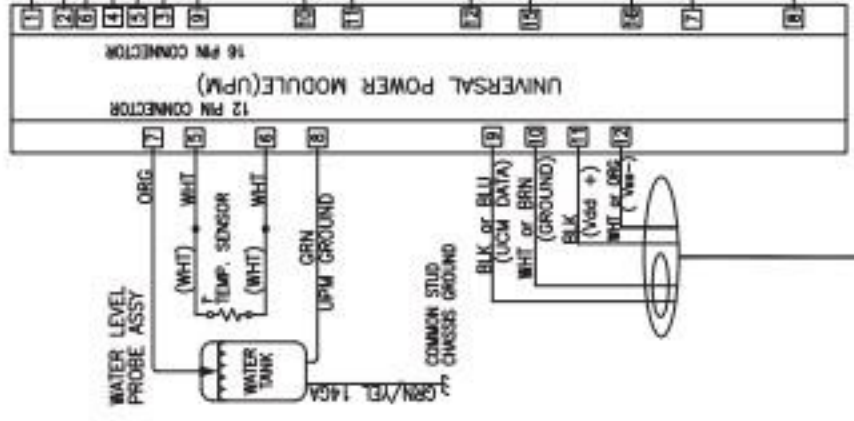 1 2 6 4 5 3 9 10 11 12 15 16 7 8
16 PIN CONNECTOR
UNIVERSAL POWER MODULE(UPM)
12 PIN CONNECTOR
7 5 6 8 9 10 11 12
ORG
WHT
WHT
(WHT)
(WHT)
TEMP. SENSOR
T
GRN
UPM GROUND
BLK or BLU
(UCM DATA)
WHT or BRN
(GROUND)
BLK
(Vdd +)
WHT or ORG
WATER LEVEL
PROBE ASSY
WATER
TANK
GRN/YEL 14GA
COMMON STUD
CHASSIS GROUND